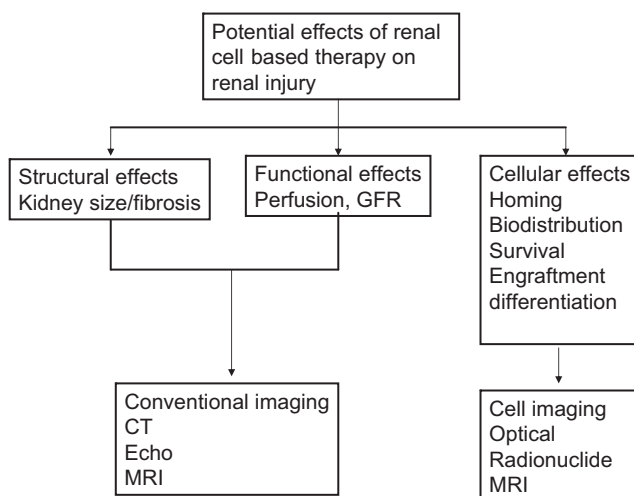 Potential effects of renal
cell based therapy on
renal injury
Structural effects
Kidney size/fibrosis
Functional effects
Perfusion, GFR
Cellular effects
Homing
Biodistribution
Survival
Engraftment
differentiation
Conventional imaging
CT
Echo
MRI
Cell imaging
Optical
Radionuclide
MRI